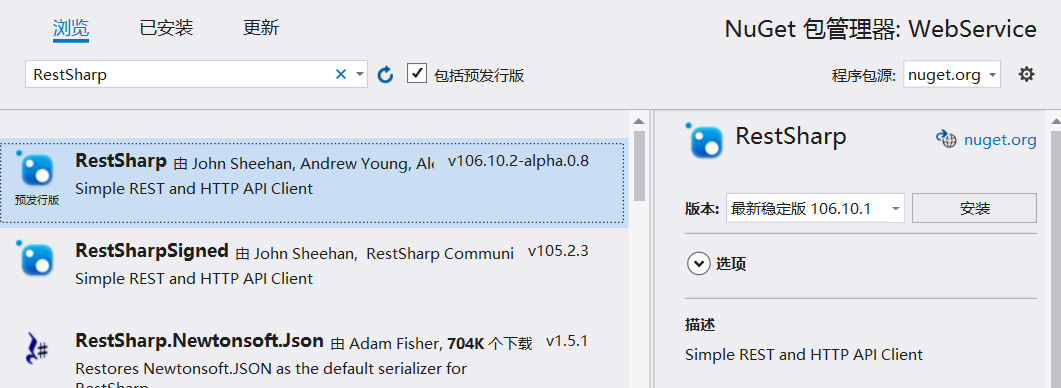 浏览 已安装 更新 NuGet 包管理器: WebService
RestSharp 包括预发行版 程序包源: nuget.org
RestSharp 由 John Sheehan, Andrew Young, v106.10.2-alpha.0.8
Simple REST and HTTP API Client
预发行版
RestSharpSigned 由 John Sheehan, RestSharp Communi v105.2.3
Simple REST and HTTP API Client
RestSharp.Newtonsoft.Json 由 Adam Fisher, 704K 个下载 v1.5.1
Restores Newtonsoft.JSON as the default serializer for
RestSharp
RestSharp nuget.org
版本: 最新稳定版 106.10.1 安装
选项
描述
Simple REST and HTTP API Client